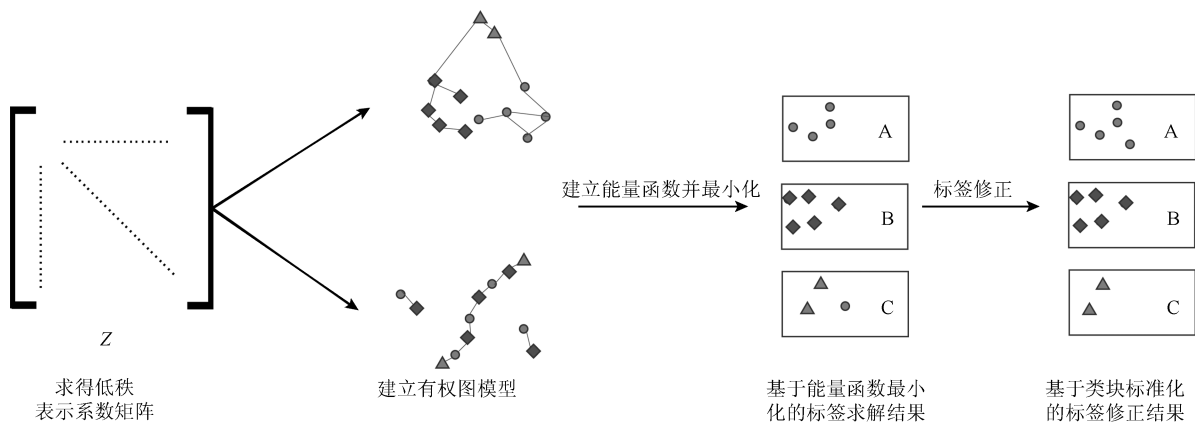 建立能量函数并最小化
标签修正
A
A
B
B
C
C
Z
求得低秩
表示系数矩阵
建立有权图模型
基于能量函数最小
化的标签求解结果
基于类块标准化
的标签修正结果